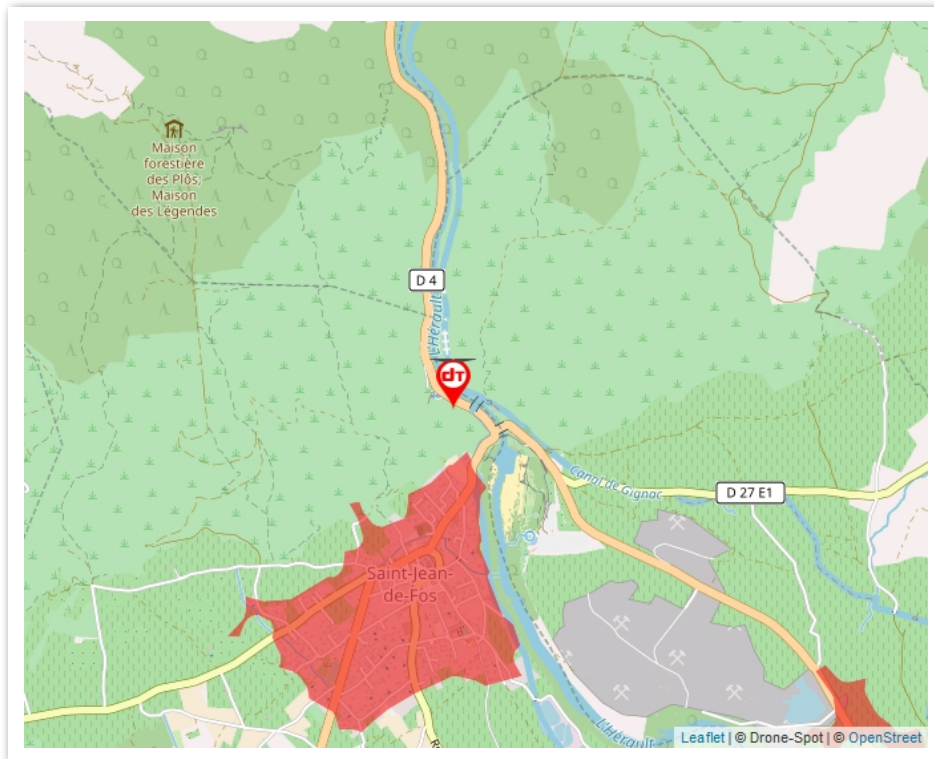 Maison
forestière
des Plôs;
Maison
des Légendes
D 4
L'Hérault
dT
Canal de Gignac
D 27 E1
Saint-Jean-
de-Fos
L'Hérault
Leaflet | © Drone-Spot | © OpenStreet